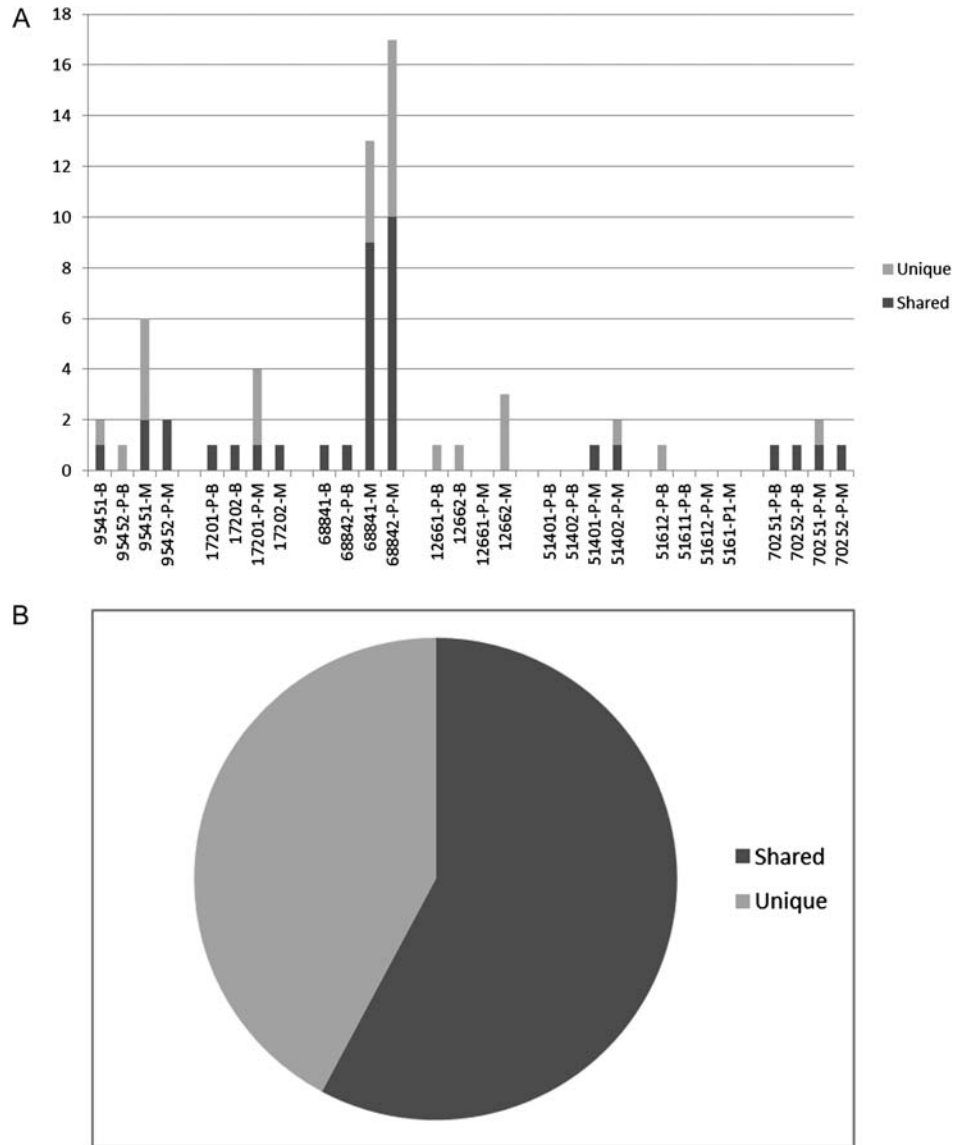 A
18
16
14
12
10
8
6
4
2
0
Unique
Shared
95451-B
95452-P-B
95451-M
95452-P-M
17201-P-B
17202-B
17201-P-M
17202-M
68841-B
68842-P-B
68841-M
68842-P-M
12661-P-B
12662-B
12661-P-M
12662-M
51401-P-B
51402-P-B
51401-P-M
51402-P-M
51612-P-B
51611-P-B
51612-P-M
5161-P1-M
70251-P-B
70252-P-B
70251-P-M
70252-P-M
B
Shared
Unique